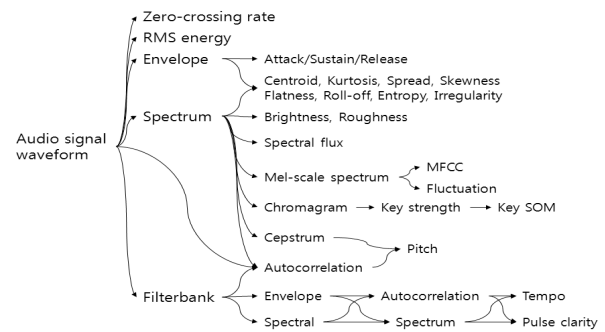 Zero-crossing rate
RMS energy
Envelope
Attack/Sustain/Release
Centroid, Kurtosis, Spread, Skewness
Flatness, Roll-off, Entropy, Irregularity
Spectrum
Brightness, Roughness
Audio signal
waveform
Spectral flux
Mel-scale spectrum
MFCC
Fluctuation
Chromagram
Key strength
Key SOM
Cepstrum
Pitch
Autocorrelation
Filterbank
Envelope
Autocorrelation
Tempo
Spectral
Spectrum
Pulse clarity